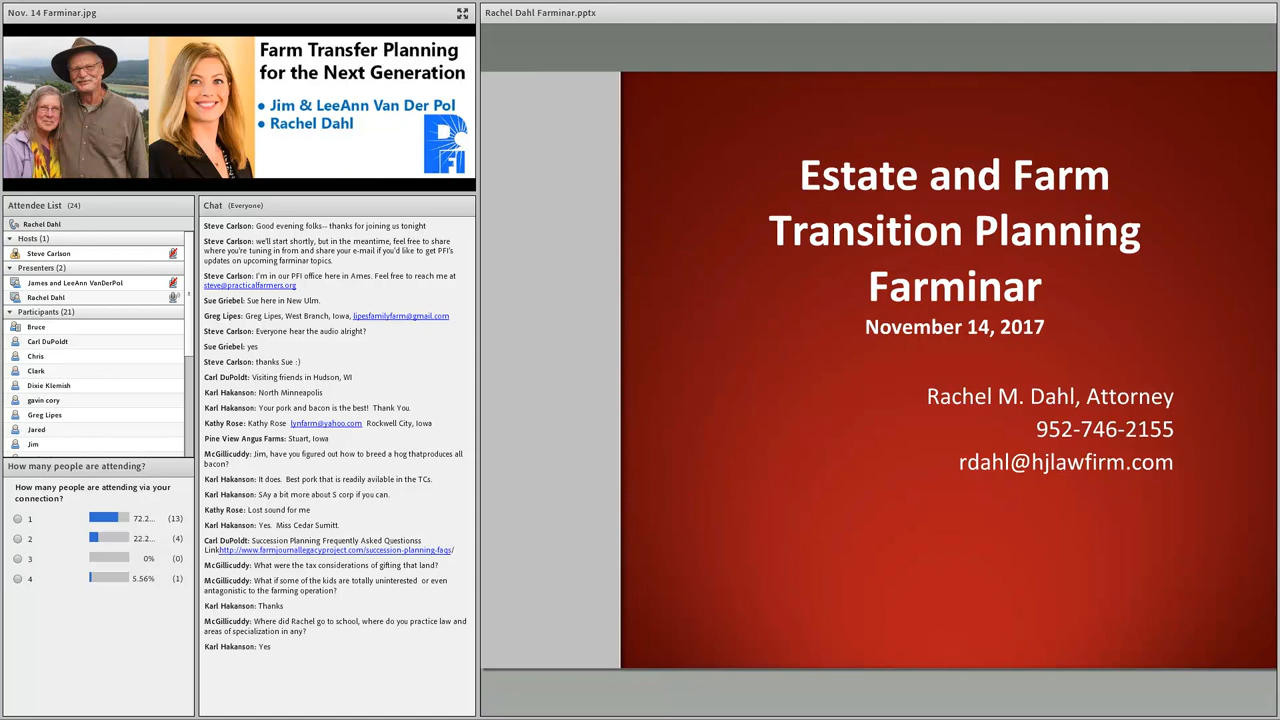 Nov. 14 Farminar.jpg
Farm Transfer Planning
for the Next Generation
● Jim & LeeAnn Van Der Pol
● Rachel Dahl
PFI
Attendee List (24)
Rachel Dahl
Hosts (1)
Steve Carlson
Presenters (2)
James and LeeAnn VanDerPol
Rachel Dahl
Participants (21)
Bruce
Carl DuPoldt
Chris
Clark
Dixie Klemish
gavin cory
Greg Lipes
Jared
Jim
How many people are attending?
How many people are attending via your
connection?
1 72.2... (13)
2 22.2... (4)
3 0% (0)
4 5.56% (1)
Chat (Everyone)
Steve Carlson: Good evening folks-- thanks for joining us tonight
Steve Carlson: we'll start shortly, but in the meantime, feel free to share
where you're tuning in from and share your e-mail if you'd like to get PFI's
updates on upcoming farminar topics.
Steve Carlson: I'm in our PFI office here in Ames. Feel free to reach me at
steve@practicalfarmers.org
Sue Griebel: Sue here in New Ulm.
Greg Lipes: Greg Lipes, West Branch, Iowa, lipesfamilyfarm@gmail.com
Steve Carlson: Everyone hear the audio alright?
Sue Griebel: yes
Steve Carlson: thanks Sue :)
Carl DuPoldt: Visiting friends in Hudson, WI
Karl Hakanson: North Minneapolis
Karl Hakanson: Your pork and bacon is the best! Thank You.
Kathy Rose: Kathy Rose lynfarm@yahoo.com Rockwell City, Iowa
Pine View Angus Farms: Stuart, Iowa
McGillicuddy: Jim, have you figured out how to breed a hog thatproduces all
bacon?
Karl Hakanson: It does. Best pork that is readily avilable in the TCs.
Karl Hakanson: SAy a bit more about S corp if you can.
Kathy Rose: Lost sound for me
Karl Hakanson: Yes. Miss Cedar Sumitt.
Carl DuPoldt: Succession Planning Frequently Asked Questionss
Linkhttp://www.farmjournallegacyproject.com/succession-planning-faqs/
McGillicuddy: What were the tax considerations of gifting that land?
McGillicuddy: What if some of the kids are totally uninterested or even
antagonistic to the farming operation?
Karl Hakanson: Thanks
McGillicuddy: Where did Rachel go to school, where do you practice law and
areas of specialization in any?
Karl Hakanson: Yes
Rachel Dahl Farminar.pptx
Estate and Farm
Transition Planning
Farminar
November 14, 2017
Rachel M. Dahl, Attorney
952-746-2155
rdahl@hjlawfirm.com